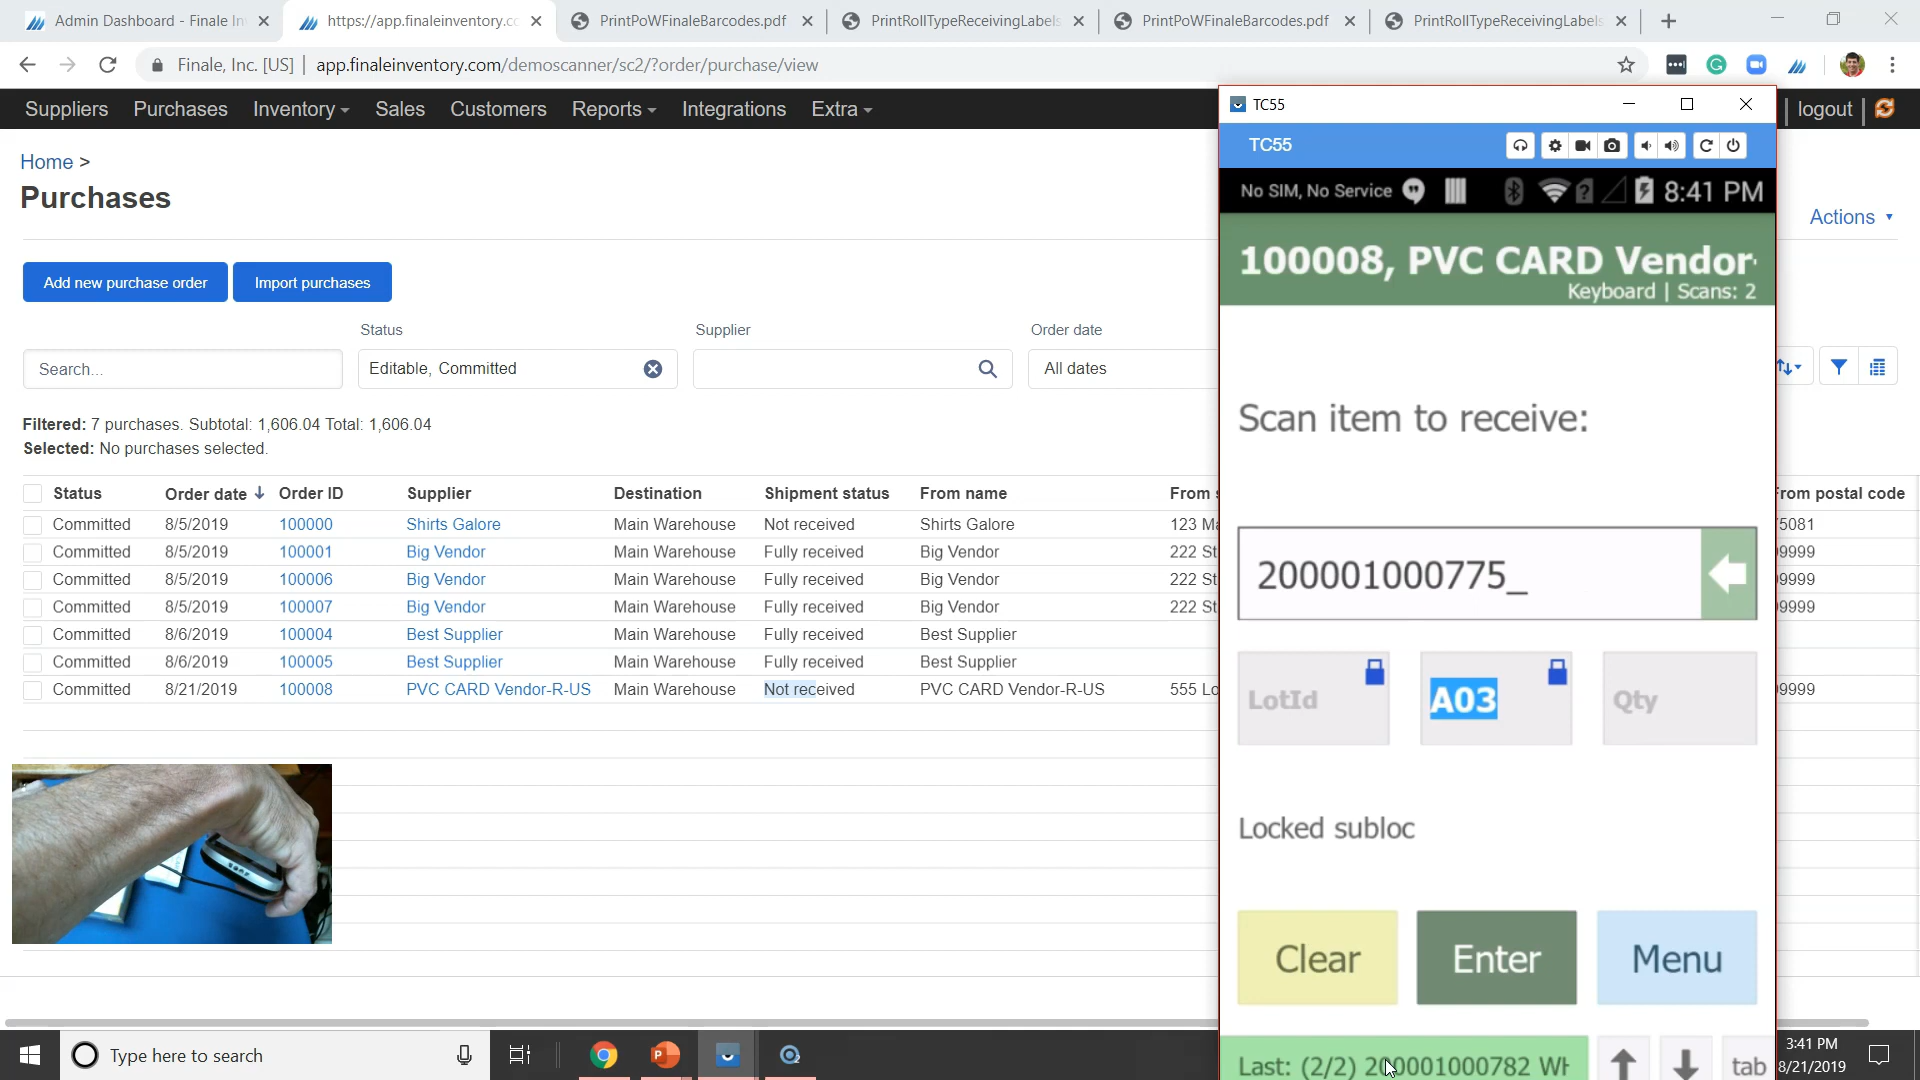 Admin Dashboard - Finale In
https://app.finaleinventory.co
PrintPoWFinaleBarcodes.pdf
PrintRollTypeReceivingLabels
PrintPoWFinaleBarcodes.pdf
PrintRollTypeReceivingLabels
Finale, Inc. [US] | app.finaleinventory.com/demoscanner/sc2/?order/purchase/view
Suppliers Purchases Inventory Sales Customers Reports Integrations Extra
logout
Home >
Purchases
Actions
Add new purchase order
Import purchases
Status
Supplier
Order date
Search...
Editable, Committed
All dates
Filtered: 7 purchases. Subtotal: 1,606.04 Total: 1,606.04
Selected: No purchases selected.
Status Order date Order ID Supplier Destination Shipment status From name From s From postal code
Committed 8/5/2019 100000 Shirts Galore Main Warehouse Not received Shirts Galore 123 Ma 5081
Committed 8/5/2019 100001 Big Vendor Main Warehouse Fully received Big Vendor 222 St 9999
Committed 8/5/2019 100006 Big Vendor Main Warehouse Fully received Big Vendor 222 St 9999
Committed 8/5/2019 100007 Big Vendor Main Warehouse Fully received Big Vendor 222 St 9999
Committed 8/6/2019 100004 Best Supplier Main Warehouse Fully received Best Supplier
Committed 8/6/2019 100005 Best Supplier Main Warehouse Fully received Best Supplier
Committed 8/21/2019 100008 PVC CARD Vendor-R-US Main Warehouse Not received PVC CARD Vendor-R-US 555 Lo 9999
TC55
TC55
No SIM, No Service
8:41 PM
100008, PVC CARD Vendor-
Keyboard | Scans: 2
Scan item to receive:
200001000775_
LotId
A03
Qty
Locked subloc
Clear
Enter
Menu
Last: (2/2) 200001000782 WH
tab
Type here to search
3:41 PM
8/21/2019